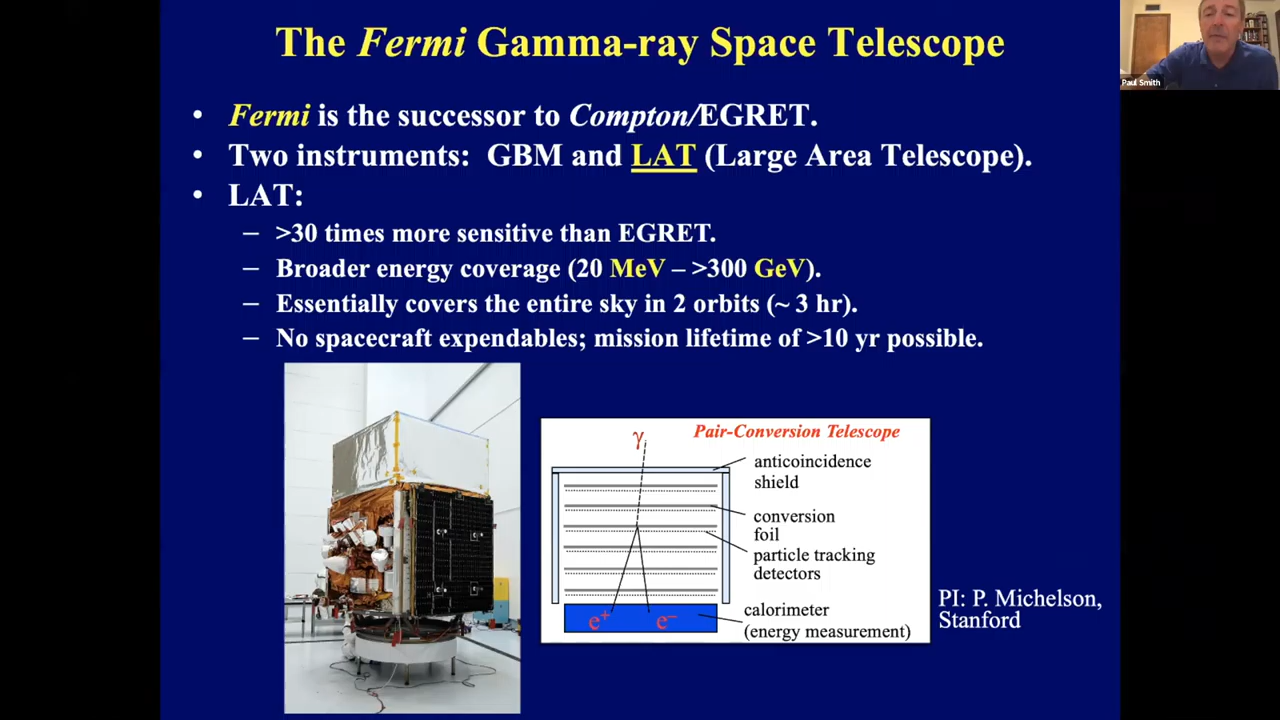 The Fermi Gamma-ray Space Telescope
Paul Smith
• Fermi is the successor to Compton/EGRET.
• Two instruments: GBM and LAT (Large Area Telescope).
• LAT:
– >30 times more sensitive than EGRET.
– Broader energy coverage (20 MeV – >300 GeV).
– Essentially covers the entire sky in 2 orbits (~ 3 hr).
– No spacecraft expendables; mission lifetime of >10 yr possible.
γ
Pair-Conversion Telescope
anticoincidence
shield
conversion
foil
particle tracking
detectors
calorimeter
(energy measurement)
e⁺ e⁻
PI: P. Michelson,
Stanford